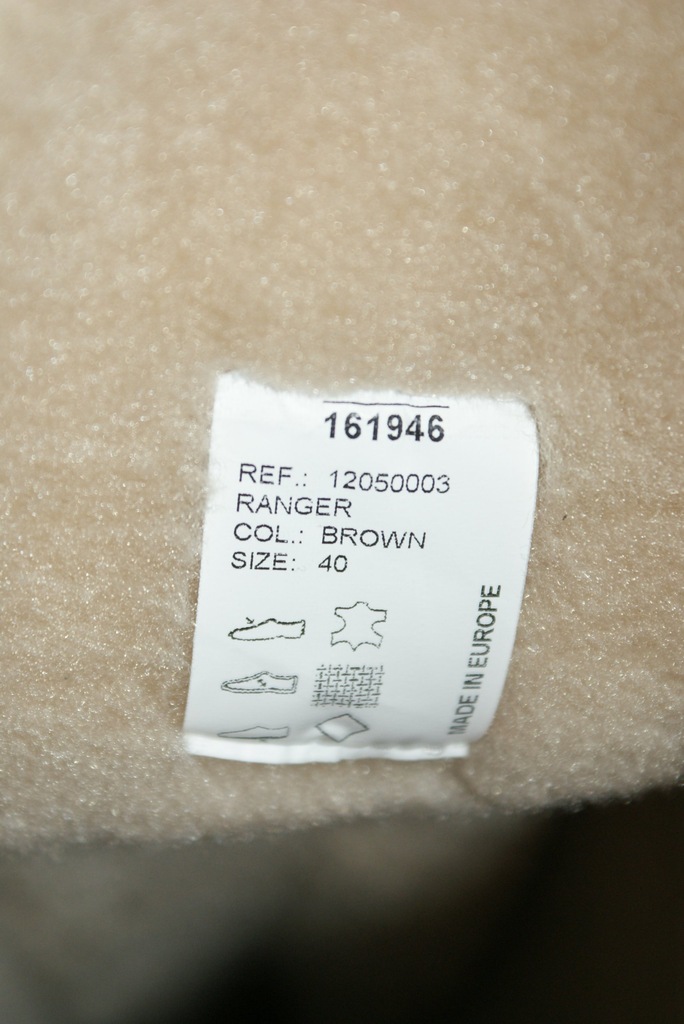 161946
REF.: 12050003
RANGER
COL.: BROWN
SIZE: 40
MADE IN EUROPE